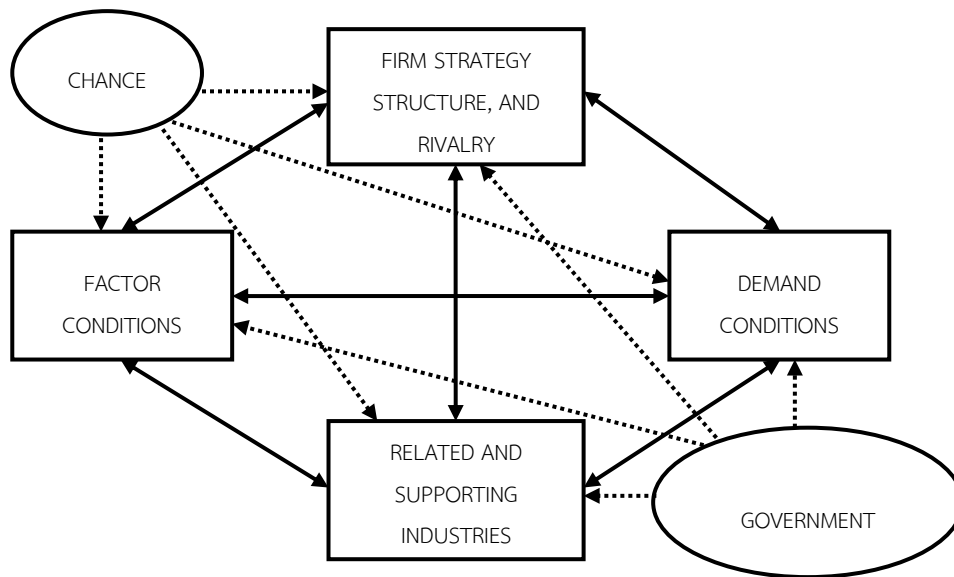 CHANCE
FIRM STRATEGY
STRUCTURE, AND
RIVALRY
FACTOR
CONDITIONS
DEMAND
CONDITIONS
RELATED AND
SUPPORTING
INDUSTRIES
GOVERNMENT